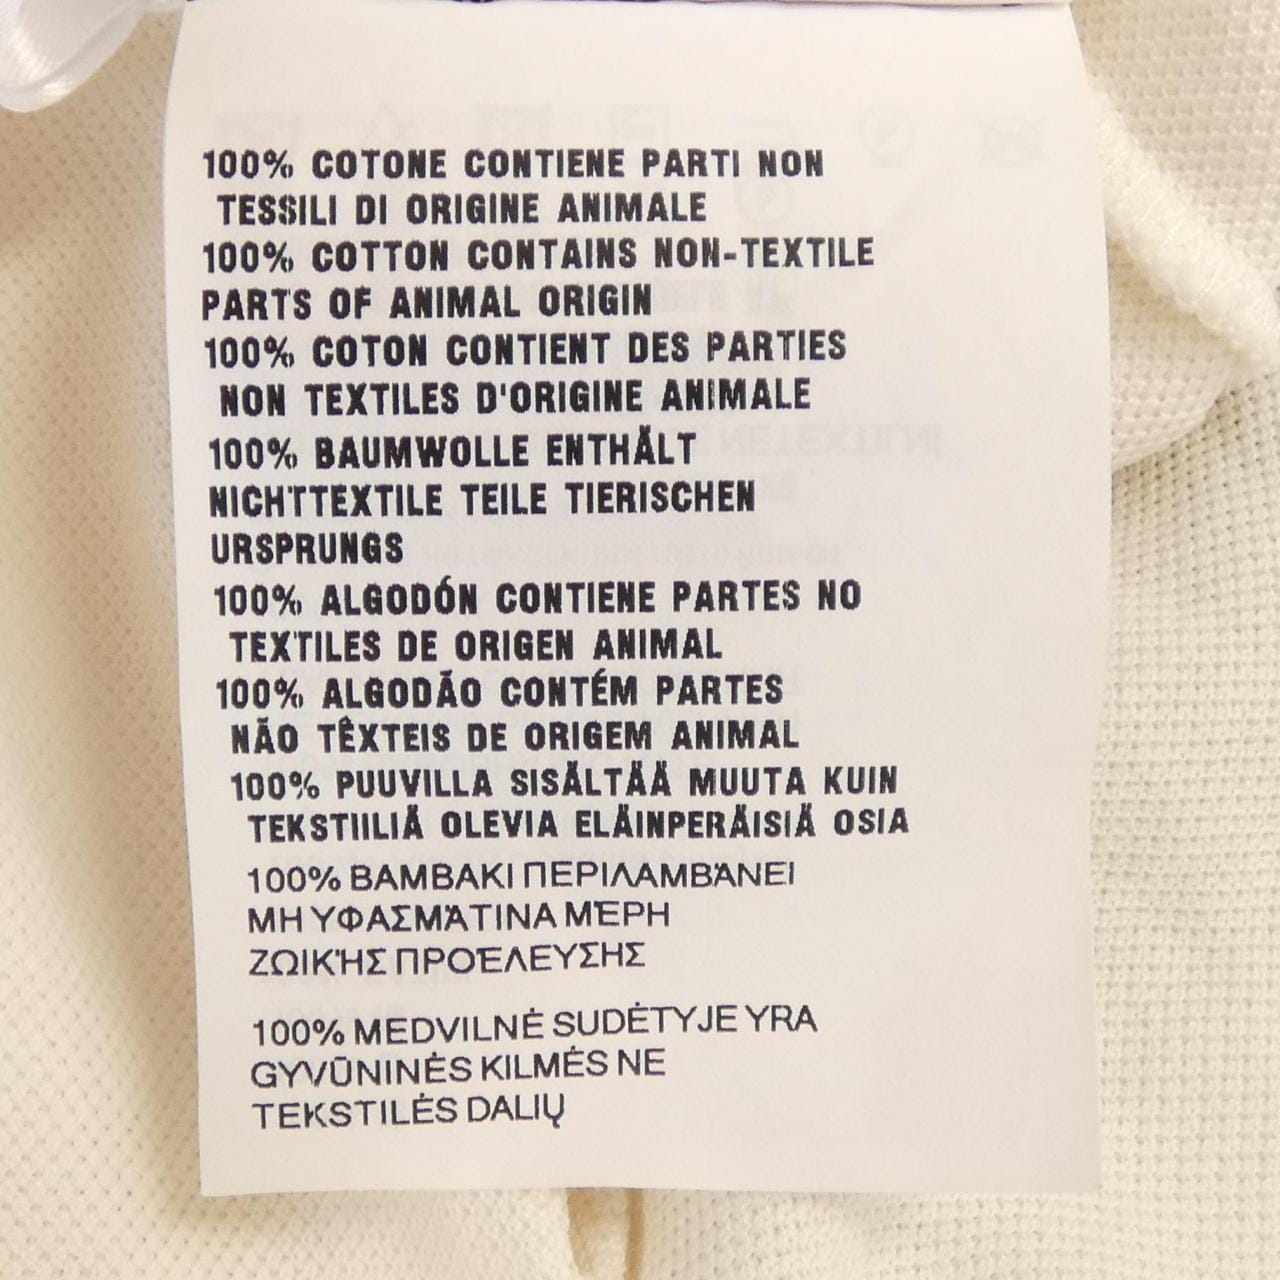 100% COTONE CONTIENE PARTI NON
TESSILI DI ORIGINE ANIMALE
100% COTTON CONTAINS NON-TEXTILE
PARTS OF ANIMAL ORIGIN
100% COTON CONTIENT DES PARTIES
NON TEXTILES D'ORIGINE ANIMALE
100% BAUMWOLLE ENTHÄLT
NICHTTEXTILE TEILE TIERISCHEN
URSPRUNGS
100% ALGODÓN CONTIENE PARTES NO
TEXTILES DE ORIGEN ANIMAL
100% ALGODÃO CONTÉM PARTES
NÃO TÊXTEIS DE ORIGEM ANIMAL
100% PUUVILLA SISÄLTÄÄ MUUTA KUIN
TEKSTIILIÄ OLEVIA ELÄINPERÄISIÄ OSIA
100% ΒΑΜΒΑΚΙ ΠΕΡΙΛΑΜΒΆΝΕΙ
ΜΗ ΥΦΑΣΜΆΤΙΝΑ ΜΈΡΗ
ΖΩΙΚΉΣ ΠΡΟΈΛΕΥΣΗΣ
100% MEDVILNĖ SUDĖTYJE YRA
GYVŪNINĖS KILMĖS NE
TEKSTILĖS DALIŲ